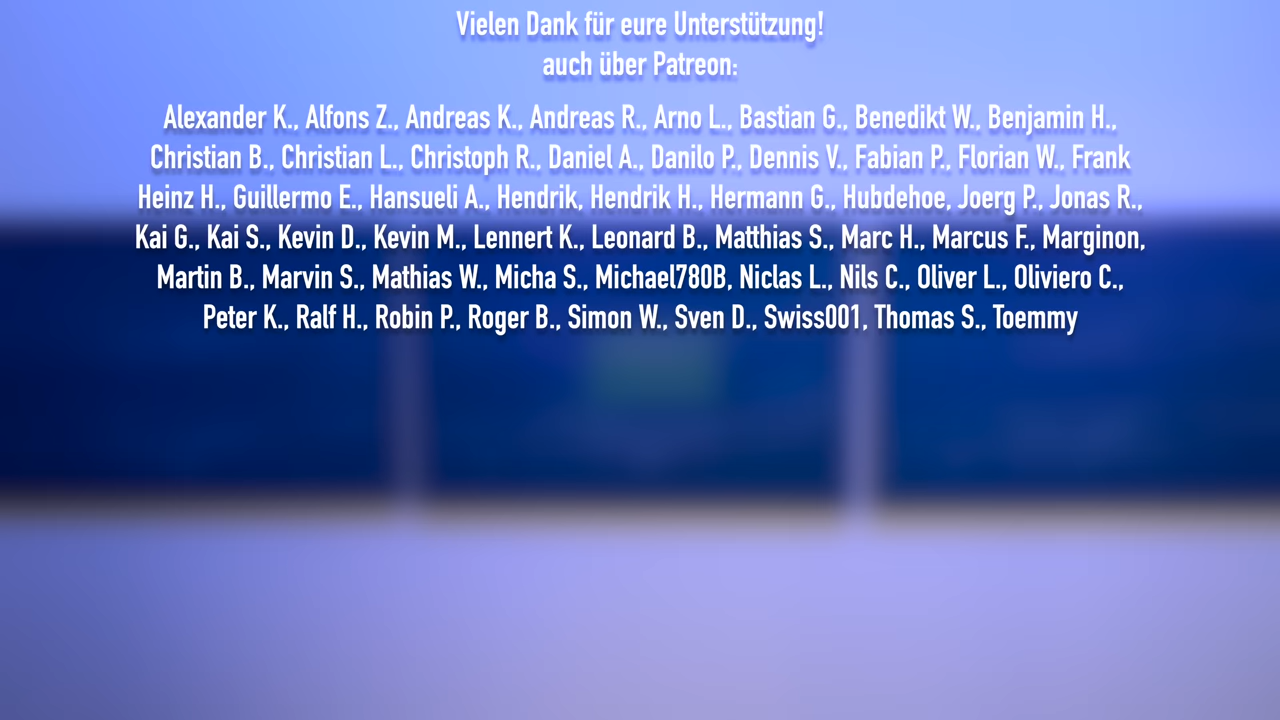 Vielen Dank für eure Unterstützung!
auch über Patreon:
Alexander K., Alfons Z., Andreas K., Andreas R., Arno L., Bastian G., Benedikt W., Benjamin H.,
Christian B., Christian L., Christoph R., Daniel A., Danilo P., Dennis V., Fabian P., Florian W., Frank
Heinz H., Guillermo E., Hansueli A., Hendrik, Hendrik H., Hermann G., Hubdehoe, Joerg P., Jonas R.,
Kai G., Kai S., Kevin D., Kevin M., Lennert K., Leonard B., Matthias S., Marc H., Marcus F., Marginon,
Martin B., Marvin S., Mathias W., Micha S., Michael780B, Niclas L., Nils C., Oliver L., Oliviero C.,
Peter K., Ralf H., Robin P., Roger B., Simon W., Sven D., Swiss001, Thomas S., Toemmy